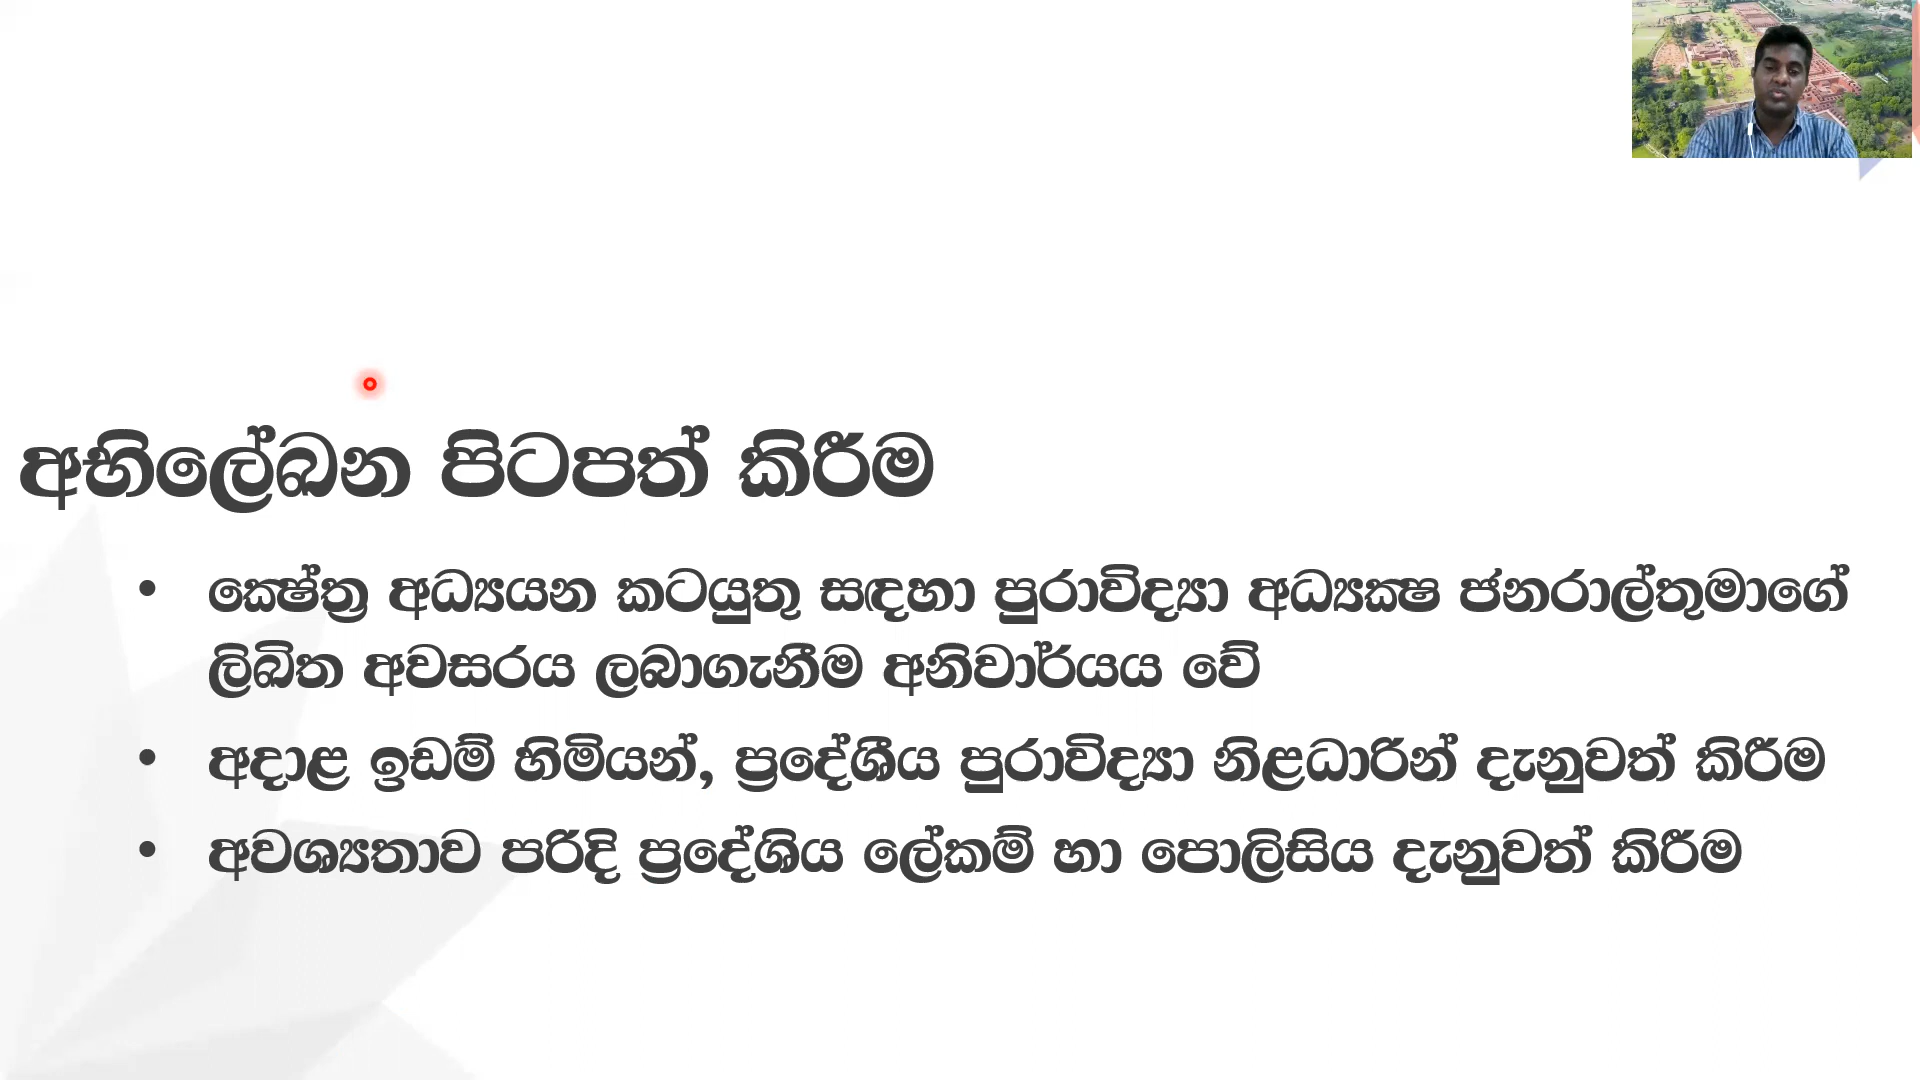 අභිලේඛන පිටපත් කිරීම
• ක්‍ෂේත්‍ර අධ්‍යයන කටයුතු සඳහා පුරාවිද්‍යා අධ්‍යක්‍ෂ ජනරාල්තුමාගේ
ලිඛිත අවසරය ලබාගැනීම අනිවාර්යය වේ
• අදාළ ඉඩම් හිමියන්, ප්‍රදේශීය පුරාවිද්‍යා නිළධාරින් දැනුවත් කිරීම
• අවශ්‍යතාව පරිදි ප්‍රදේශිය ලේකම් හා පොලිසිය දැනුවත් කිරීම